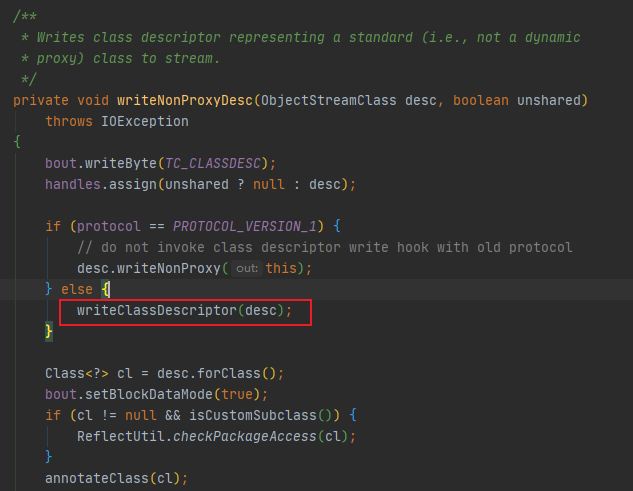 /**
 * Writes class descriptor representing a standard (i.e., not a dynamic
 * proxy) class to stream.
 */
private void writeNonProxyDesc(ObjectStreamClass desc, boolean unshared)
    throws IOException
{
    bout.writeByte(TC_CLASSDESC);
    handles.assign(unshared ? null : desc);

    if (protocol == PROTOCOL_VERSION_1) {
        // do not invoke class descriptor write hook with old protocol
        desc.writeNonProxy( out: this);
    } else {
        writeClassDescriptor(desc);
    }

    Class<?> cl = desc.forClass();
    bout.setBlockDataMode(true);
    if (cl != null && isCustomSubclass()) {
        ReflectUtil.checkPackageAccess(cl);
    }
    annotateClass(cl);